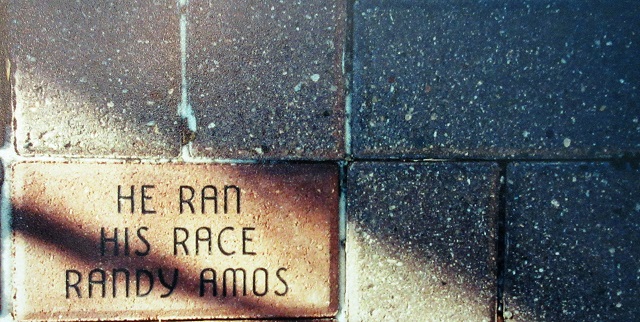 HE RAN
HIS RACE
RANDY AMOS